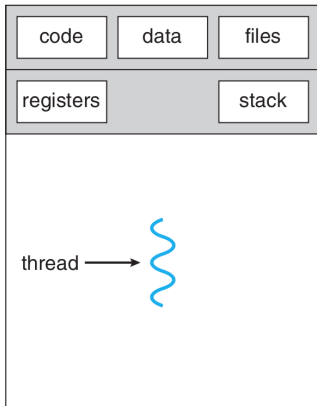 code data files
registers stack
thread